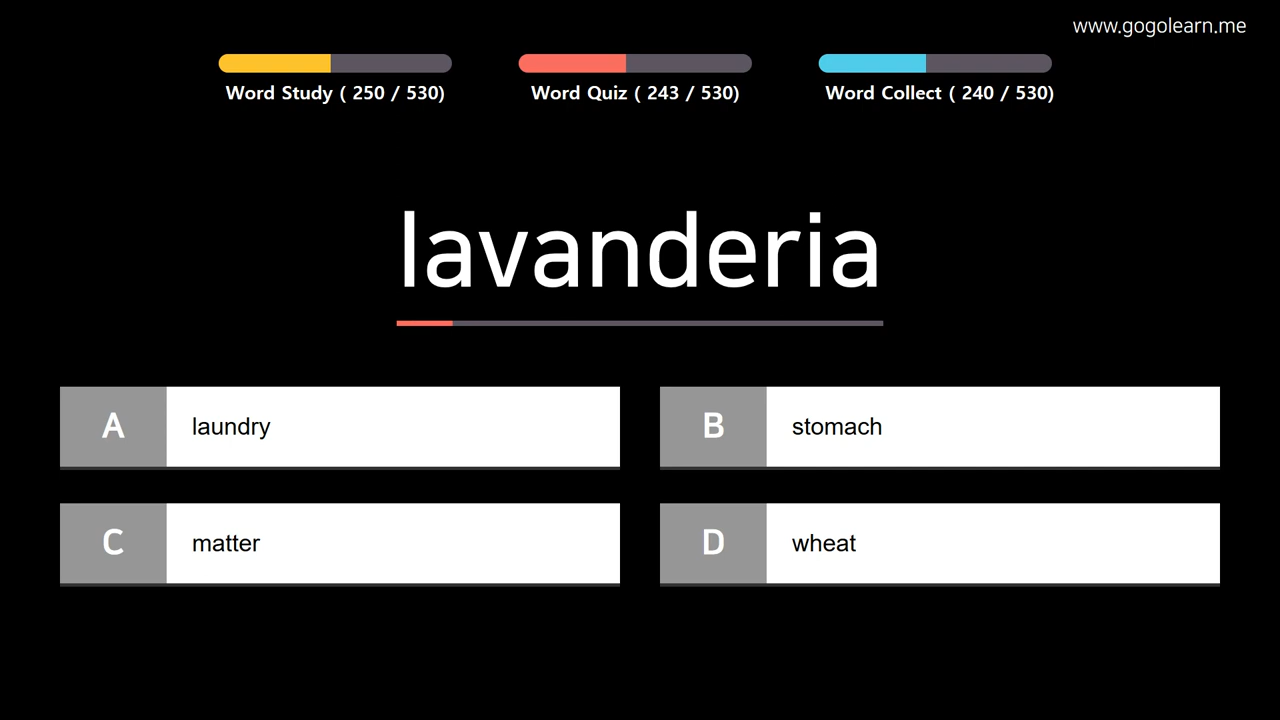 www.gogolearn.me
Word Study ( 250 / 530)
Word Quiz ( 243 / 530)
Word Collect ( 240 / 530)
lavanderia
A laundry
B stomach
C matter
D wheat